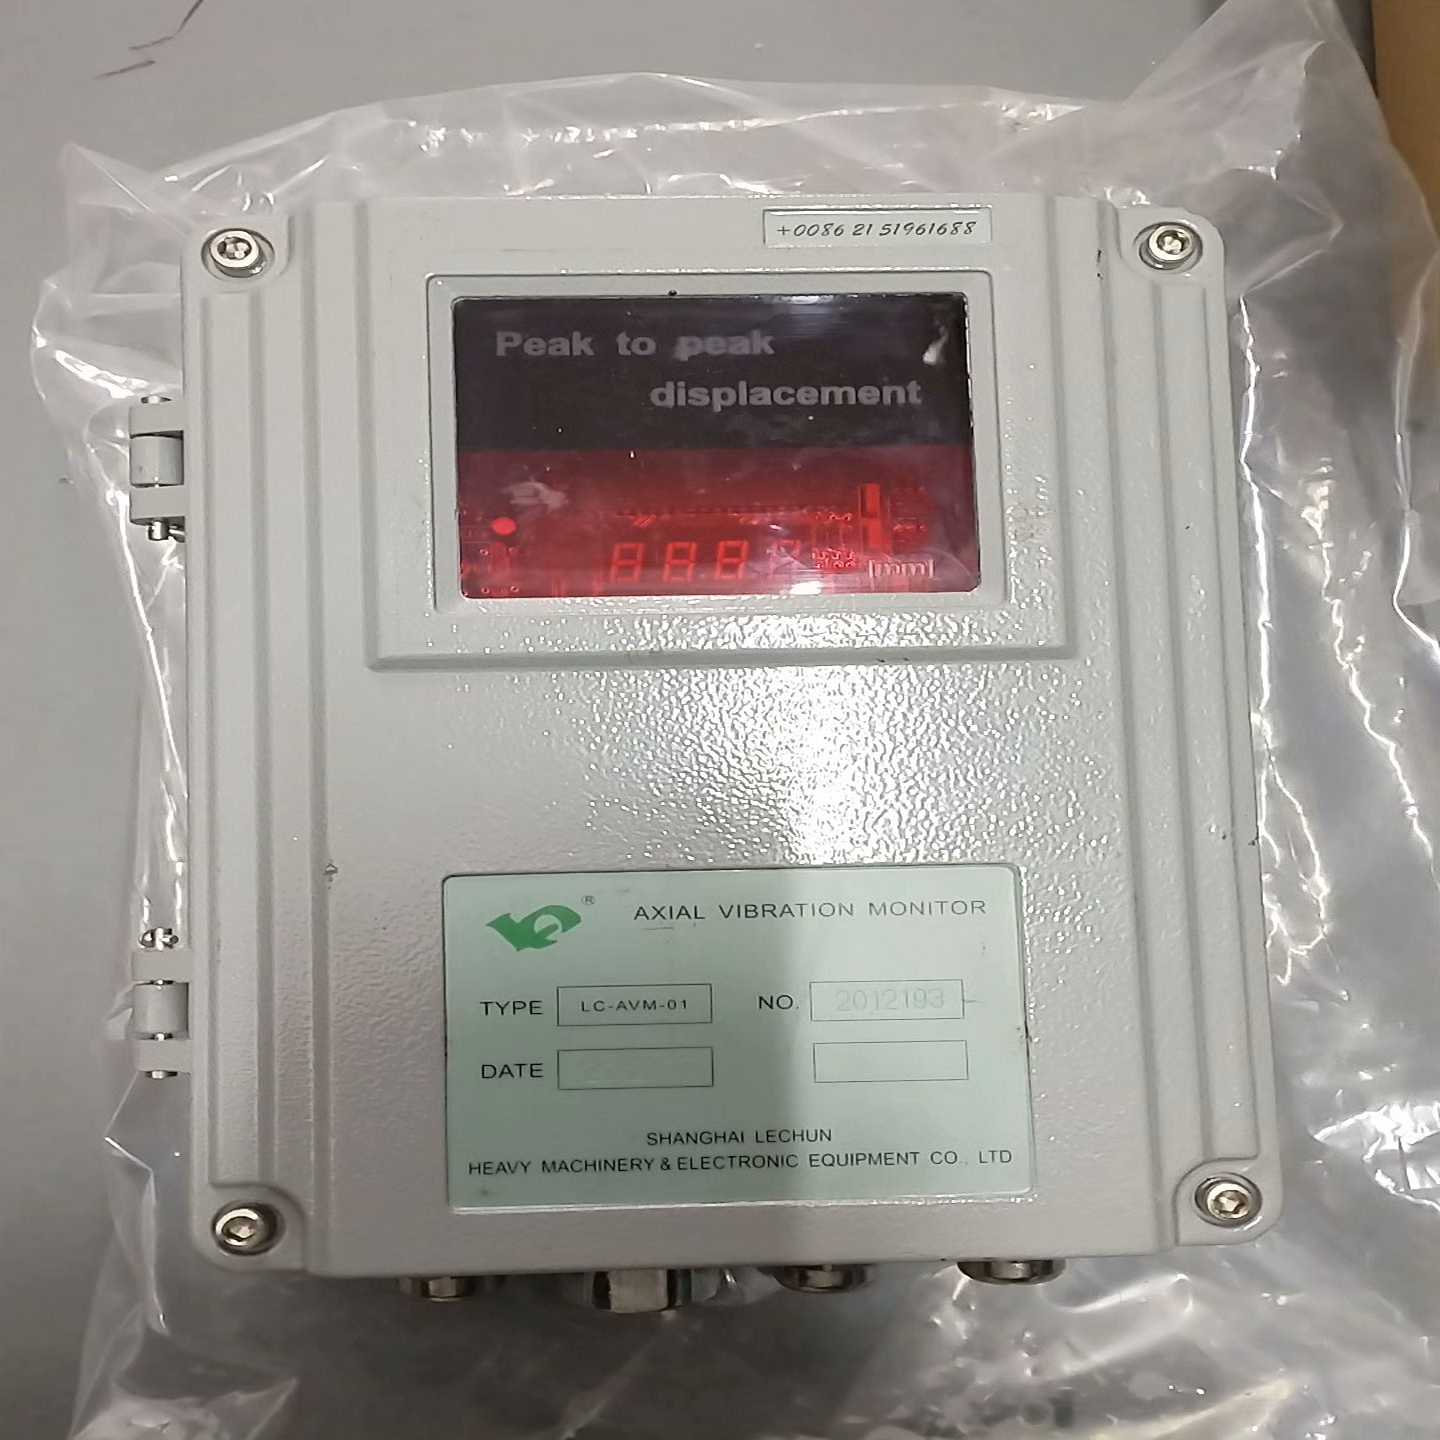 +0086 21 51961688
Peak to peak
displacement
888
[mm]
®
AXIAL VIBRATION MONITOR
TYPE LC-AVM-01 NO. 2012193
DATE
SHANGHAI LECHUN
HEAVY MACHINERY & ELECTRONIC EQUIPMENT CO., LTD